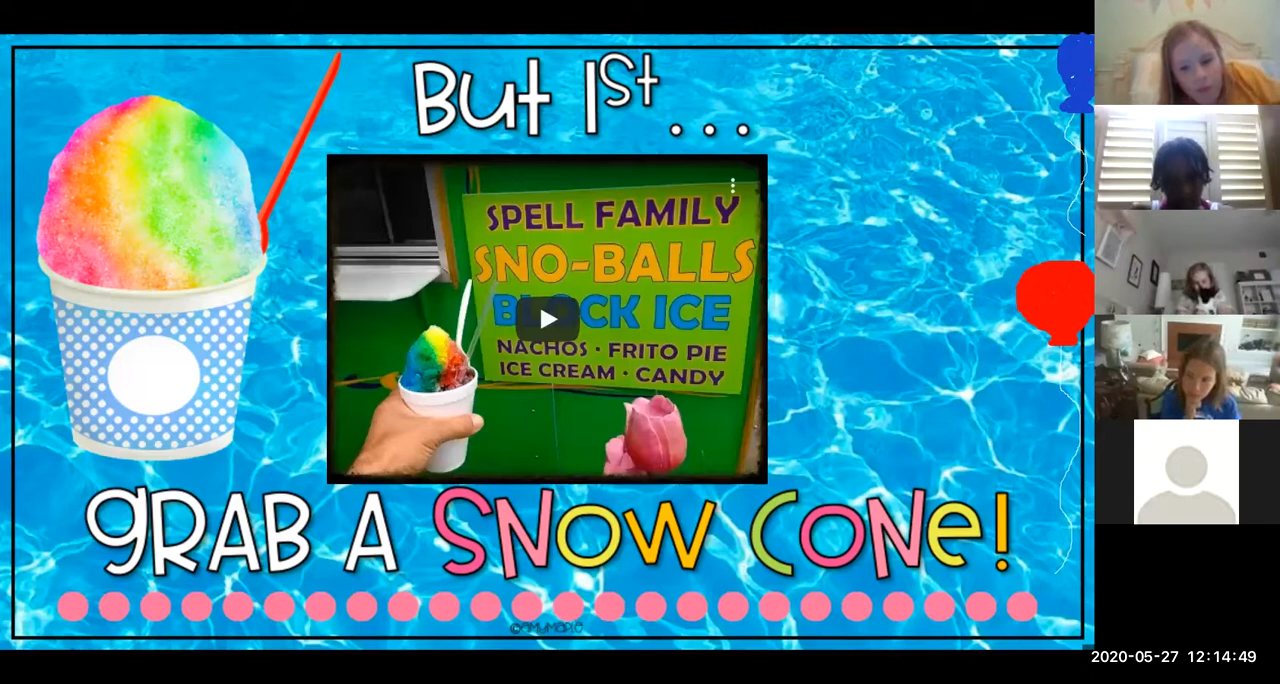 But 1st ...
SPELL FAMILY
SNO-BALLS
BLOCK ICE
NACHOS · FRITO PIE
ICE CREAM · CANDY
GRAB A SNOW CONE!
2020-05-27 12:14:49